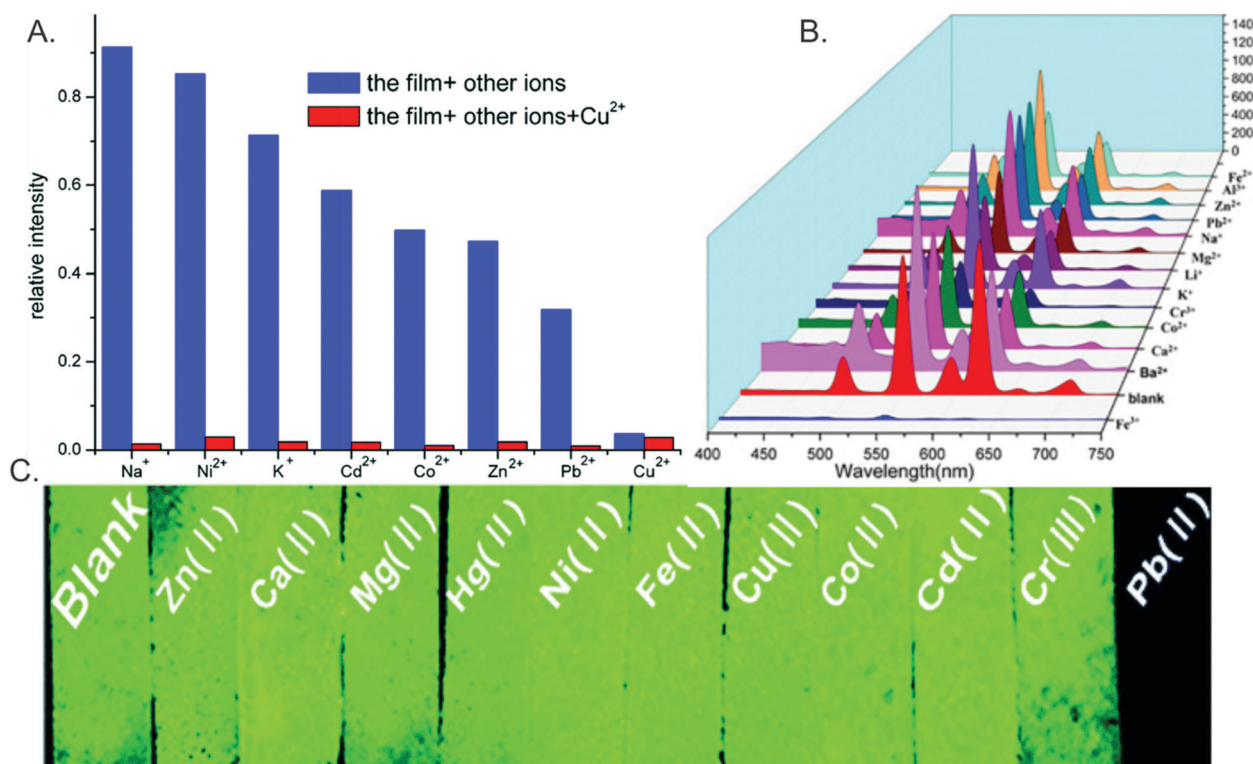 A.
relative intensity
0.8
0.6
0.4
0.2
0.0
the film+ other ions
the film+ other ions+Cu²⁺
Na⁺ Ni²⁺ K⁺ Cd²⁺ Co²⁺ Zn²⁺ Pb²⁺ Cu²⁺
B.
140
120
100
800
600
400
200
0
Fe²⁺
Al³⁺
Zn²⁺
Pb²⁺
Na⁺
Mg²⁺
Li⁺
K⁺
Cr³⁺
Co²⁺
Ca²⁺
Ba²⁺
blank
Fe³⁺
400 450 500 550 600 650 700 750
Wavelength(nm)
C.
Blank
Zn(II)
Ca(II)
Mg(II)
Hg(II)
Ni(II)
Fe(II)
Cu(II)
Co(II)
Cd(II)
Cr(III)
Pb(II)